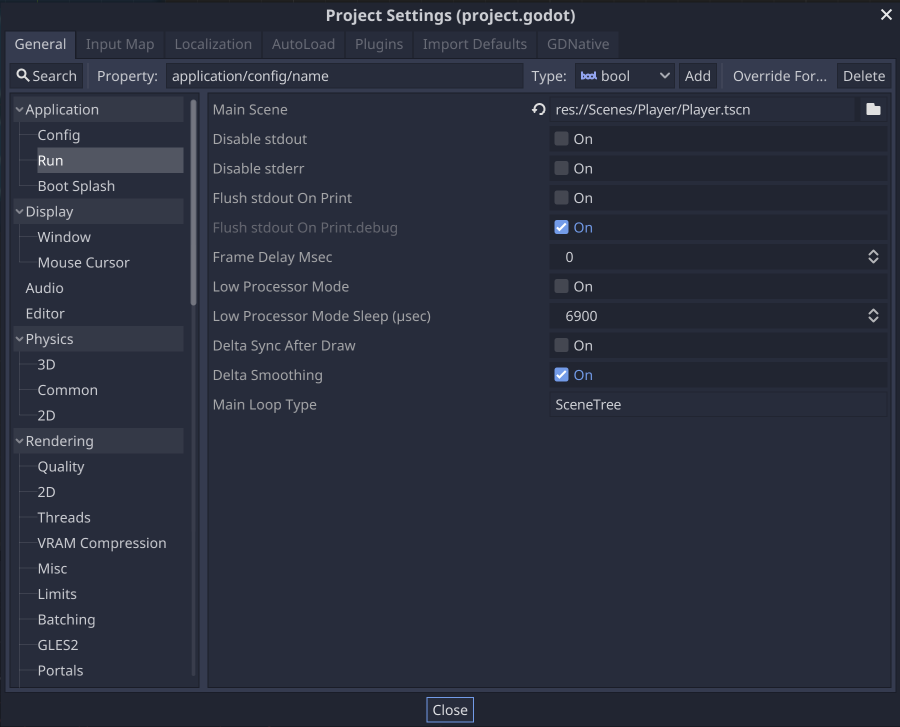 Project Settings (project.godot)
General Input Map Localization AutoLoad Plugins Import Defaults GDNative
Search Property: application/config/name Type: bool bool Add Override For... Delete
Application
Config
Run
Boot Splash
Display
Window
Mouse Cursor
Audio
Editor
Physics
3D
Common
2D
Rendering
Quality
2D
Threads
VRAM Compression
Misc
Limits
Batching
GLES2
Portals
Main Scene res://Scenes/Player/Player.tscn
Disable stdout On
Disable stderr On
Flush stdout On Print On
Flush stdout On Print.debug On
Frame Delay Msec 0
Low Processor Mode On
Low Processor Mode Sleep (µsec) 6900
Delta Sync After Draw On
Delta Smoothing On
Main Loop Type SceneTree
Close